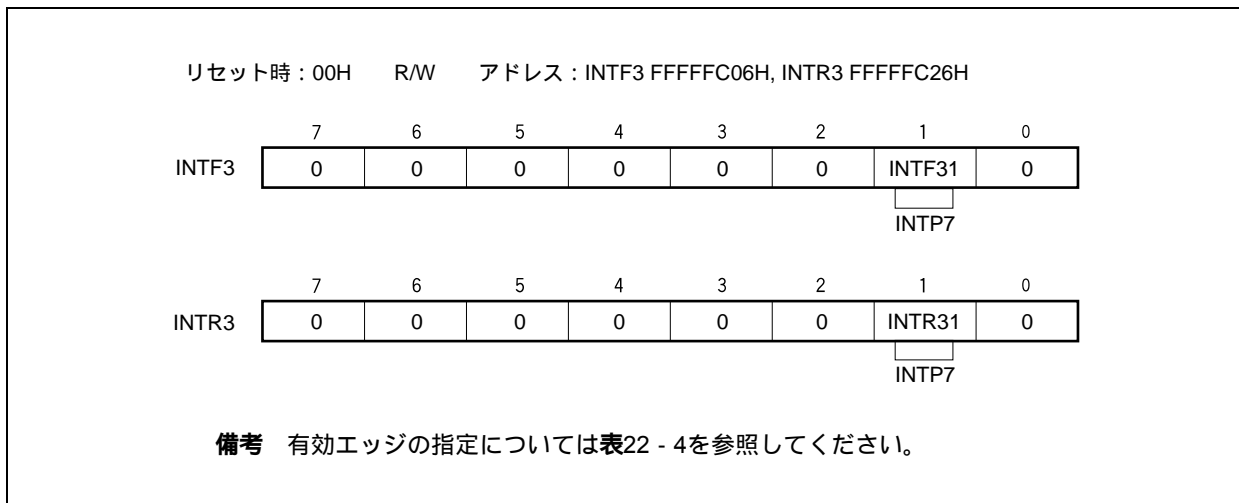 リセット時：00H R/W アドレス：INTF3 FFFFFC06H, INTR3 FFFFFC26H
7 6 5 4 3 2 1 0
INTF3 0 0 0 0 0 0 INTF31 0
INTP7
7 6 5 4 3 2 1 0
INTR3 0 0 0 0 0 0 INTR31 0
INTP7
備考 有効エッジの指定については表22 - 4を参照してください。